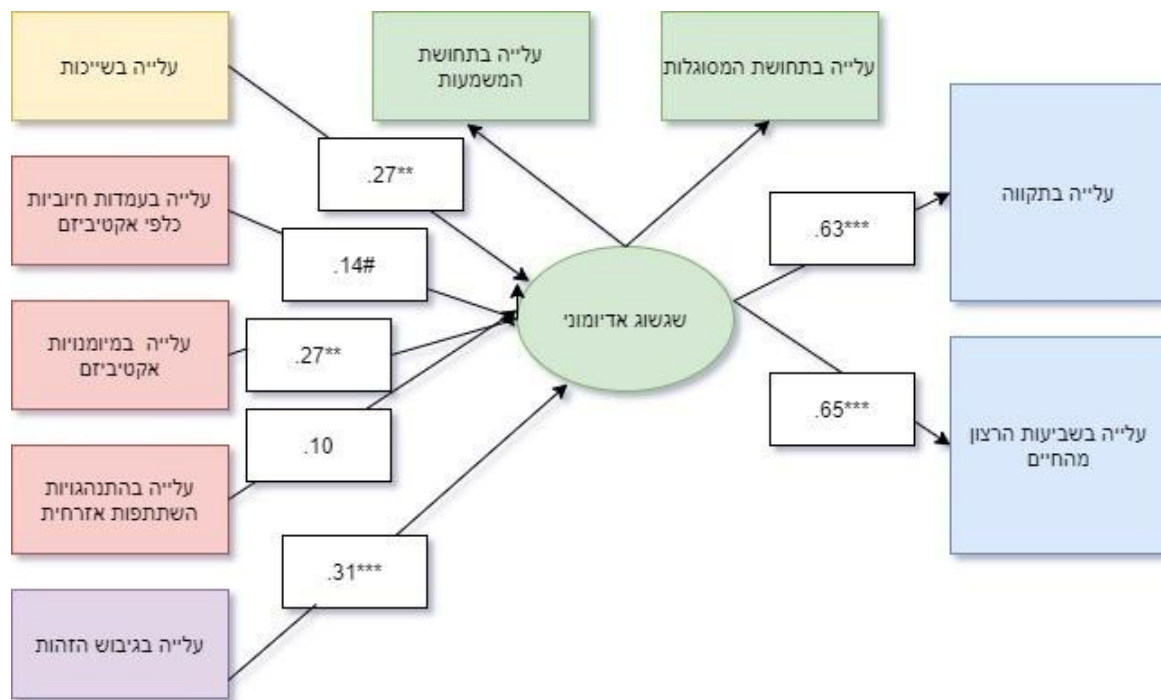 עלייה בשייכות
עלייה בתחושת
המשמעות
עלייה בתחושת המסוגלות
עלייה בתקווה
.27**
עלייה בעמדות חיוביות
כלפי אקטיביזם
.14#
.63***
שגשוג אדיומוני
עלייה במיומנויות
אקטיביזם
.27**
.65***
עלייה בשביעות הרצון
מהחיים
עלייה בהתנהגויות
השתתפות אזרחית
.10
.31***
עלייה בגיבוש הזהות